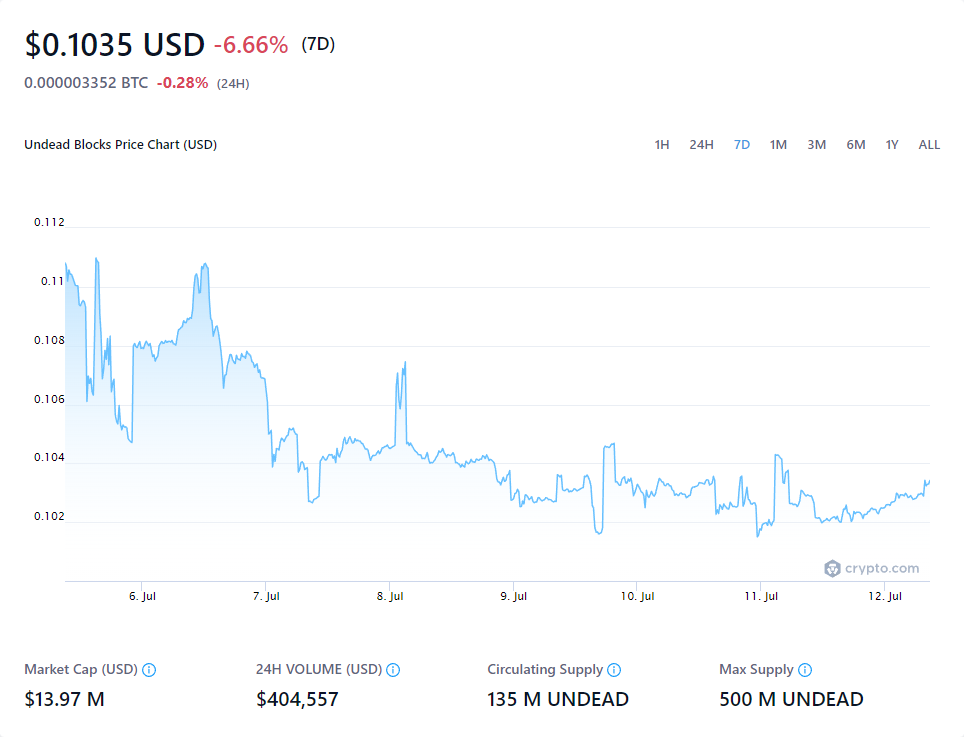 $0.1035 USD -6.66% (7D)
0.000003352 BTC -0.28% (24H)
Undead Blocks Price Chart (USD) 1H 24H 7D 1M 3M 6M 1Y ALL
0.112
0.11
0.108
0.106
0.104
0.102
crypto.com
6. Jul 7. Jul 8. Jul 9. Jul 10. Jul 11. Jul 12. Jul
Market Cap (USD) 24H VOLUME (USD) Circulating Supply Max Supply
$13.97 M $404,557 135 M UNDEAD 500 M UNDEAD